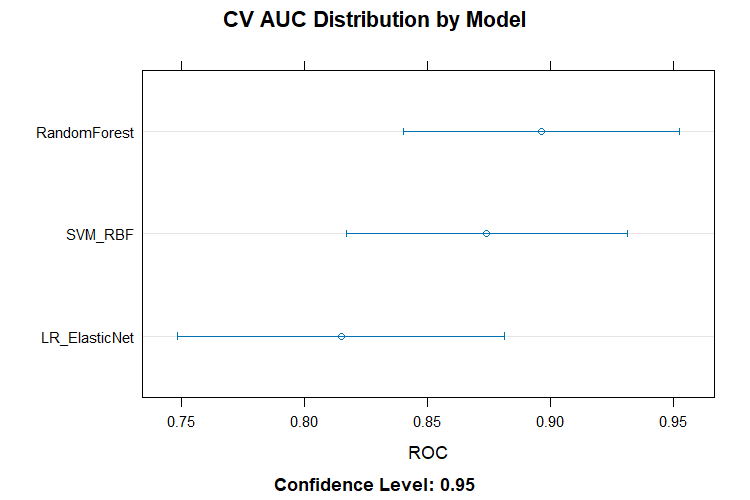 CV AUC Distribution by Model
RandomForest
SVM_RBF
LR_ElasticNet
0.75 0.80 0.85 0.90 0.95
ROC
Confidence Level: 0.95